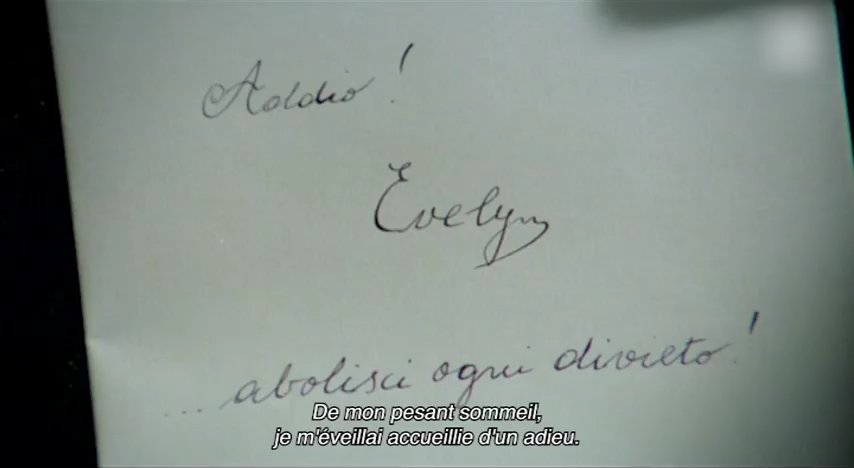 Addio!
Evelyn
... abolisci ogni divieto!
De mon pesant sommeil,
je m'éveillai accueillie d'un adieu.